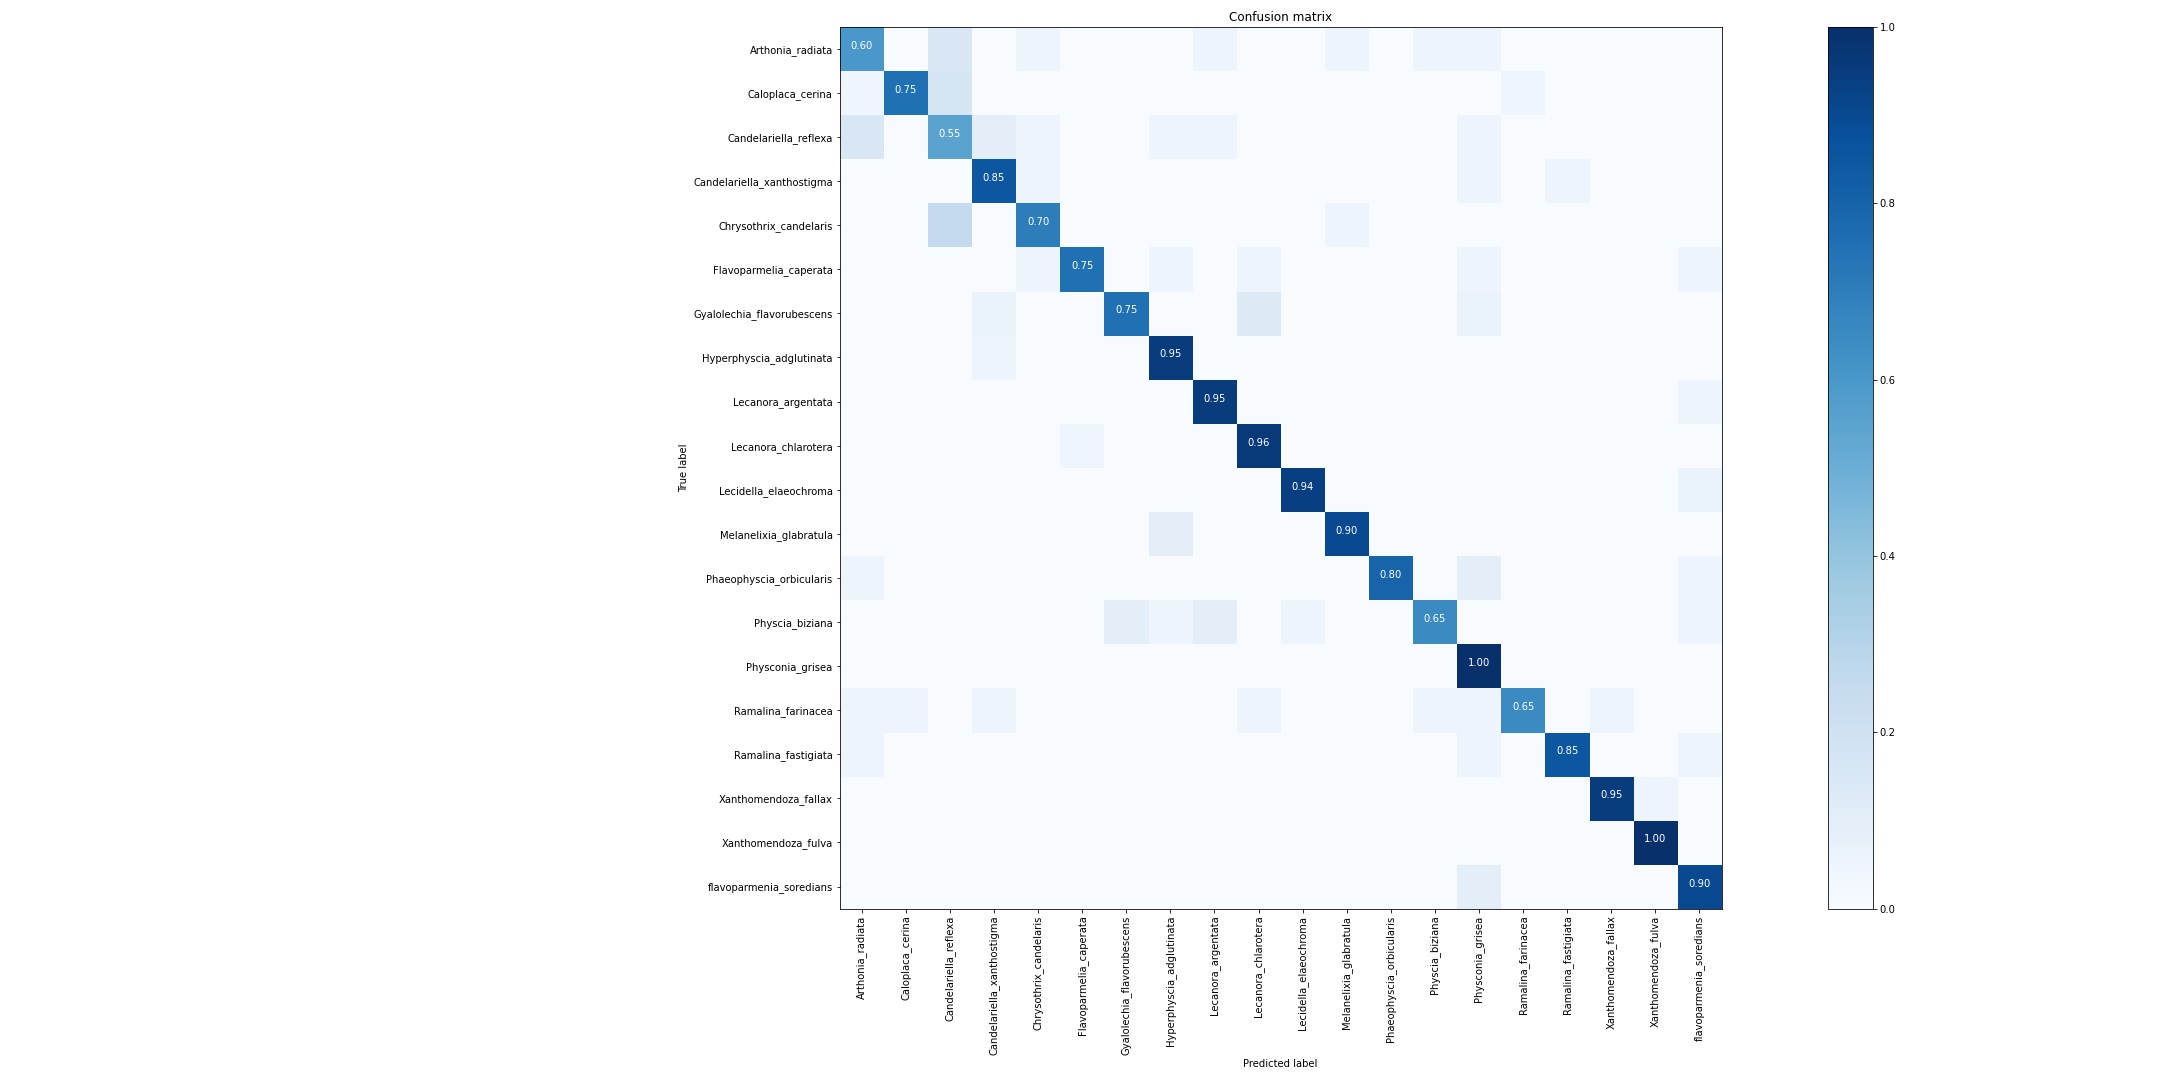 Confusion matrix
Arthonia_radiata
Caloplaca_cerina
Candelariella_reflexa
Candelariella_xanthostigma
Chrysothrix_candelaris
Flavoparmelia_caperata
Gyalolechia_flavorubescens
Hyperphyscia_adglutinata
Lecanora_argentata
Lecanora_chlarotera
Lecidella_elaeochroma
Melanelixia_glabratula
Phaeophyscia_orbicularis
Physcia_biziana
Physconia_grisea
Ramalina_farinacea
Ramalina_fastigiata
Xanthomendoza_fallax
Xanthomendoza_fulva
flavoparmenia_soredians
True label
0.60
0.75
0.55
0.85
0.70
0.75
0.75
0.95
0.95
0.96
0.94
0.90
0.80
0.65
1.00
0.65
0.85
0.95
1.00
0.90
Arthonia_radiata
Caloplaca_cerina
Candelariella_reflexa
Candelariella_xanthostigma
Chrysothrix_candelaris
Flavoparmelia_caperata
Gyalolechia_flavorubescens
Hyperphyscia_adglutinata
Lecanora_argentata
Lecanora_chlarotera
Lecidella_elaeochroma
Melanelixia_glabratula
Phaeophyscia_orbicularis
Physcia_biziana
Physconia_grisea
Ramalina_farinacea
Ramalina_fastigiata
Xanthomendoza_fallax
Xanthomendoza_fulva
flavoparmenia_soredians
Predicted label
1.0
0.8
0.6
0.4
0.2
0.0